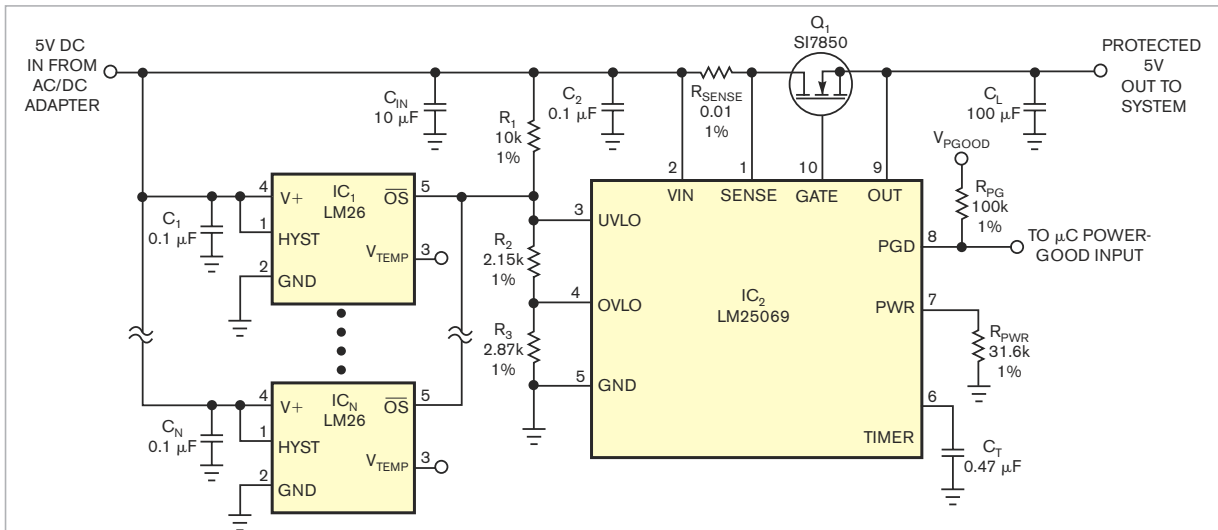 5V DC
IN FROM
AC/DC
ADAPTER
C_IN
10 µF
R_1
10k
1%
C_2
0.1 µF
R_SENSE
0.01
1%
Q_1
SI7850
C_L
100 µF
PROTECTED
5V
OUT TO
SYSTEM
V_PGOOD
R_PG
100k
1%
TO µC POWER-
GOOD INPUT
C_1
0.1 µF
4
V+
IC_1
LM26
O̅S̅
5
1
HYST
V_TEMP
3
2
GND
C_N
0.1 µF
4
V+
IC_N
LM26
O̅S̅
5
1
HYST
V_TEMP
3
2
GND
R_2
2.15k
1%
R_3
2.87k
1%
2
1
10
9
VIN
SENSE
GATE
OUT
3
UVLO
4
OVLO
5
GND
IC_2
LM25069
PGD
8
PWR
7
TIMER
6
R_PWR
31.6k
1%
C_T
0.47 µF